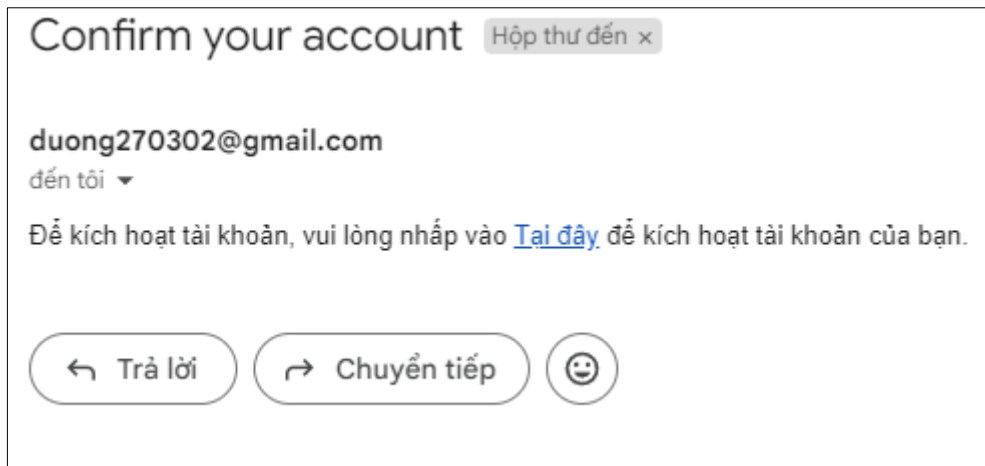 Confirm your account Hộp thư đến ×
duong270302@gmail.com
đến tôi
Để kích hoạt tài khoản, vui lòng nhấp vào Tại đây để kích hoạt tài khoản của bạn.
Trả lời Chuyển tiếp